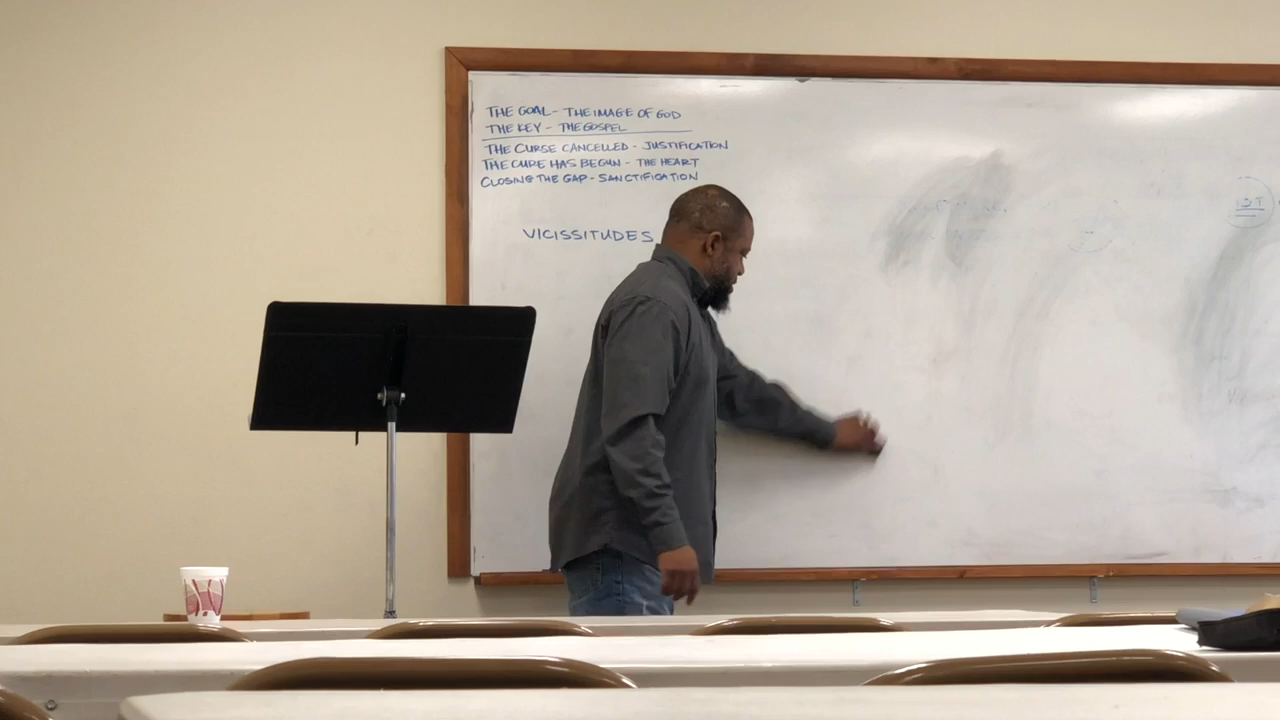 THE GOAL - THE IMAGE OF GOD
THE KEY - THE GOSPEL
THE CURSE CANCELLED - JUSTIFICATION
THE CURE HAS BEGUN - THE HEART
CLOSING THE GAP - SANCTIFICATION
VICISSITUDES